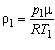 ρ₁ = p₁μ / RT₁